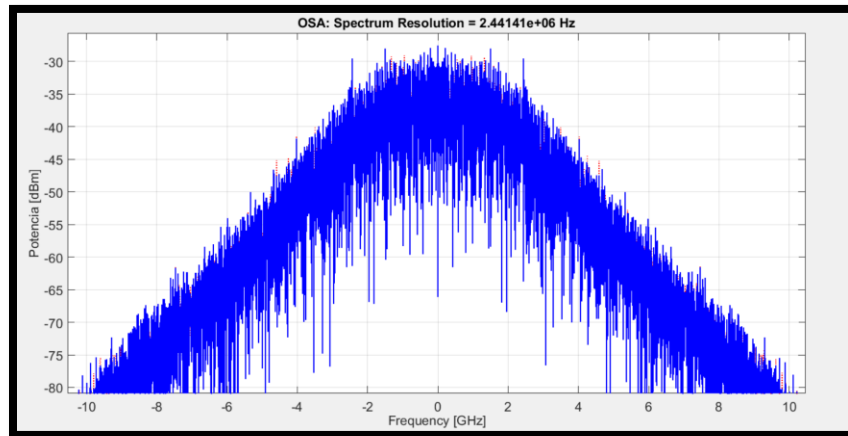 OSA: Spectrum Resolution = 2.44141e+06 Hz
-30
-35
-40
-45
-50
-55
-60
-65
-70
-75
-80
Potencia [dBm]
-10 -8 -6 -4 -2 0 2 4 6 8 10
Frequency [GHz]